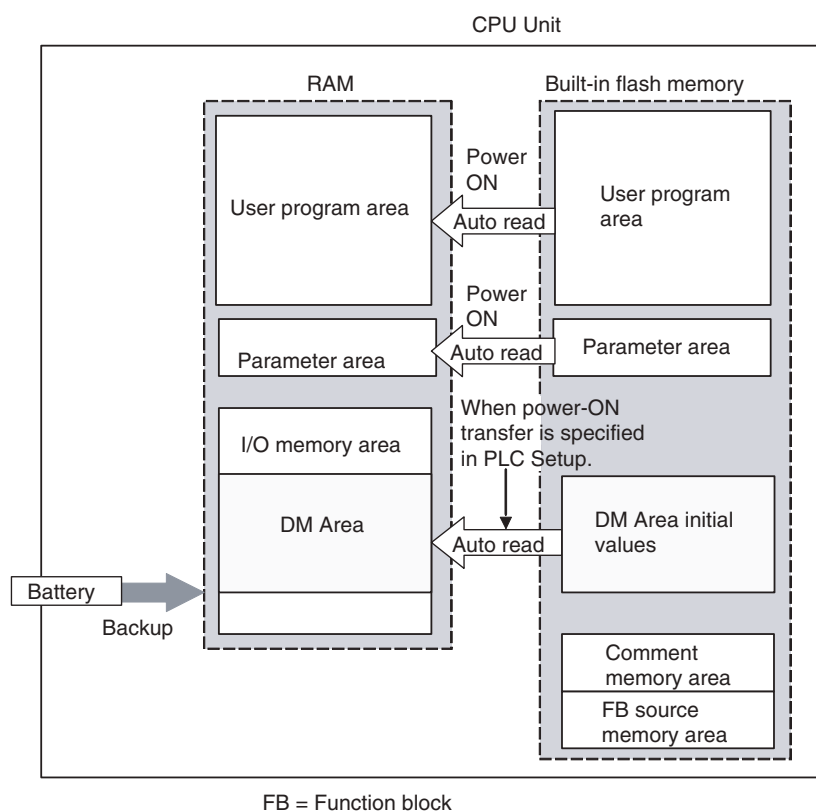 CPU Unit
RAM
Built-in flash memory
User program area
Power
ON
Auto read
User program
area
Power
ON
Parameter area
Auto read
Parameter area
When power-ON
transfer is specified
in PLC Setup.
I/O memory area
DM Area
Auto read
DM Area initial
values
Battery
Backup
Comment
memory area
FB source
memory area
FB = Function block